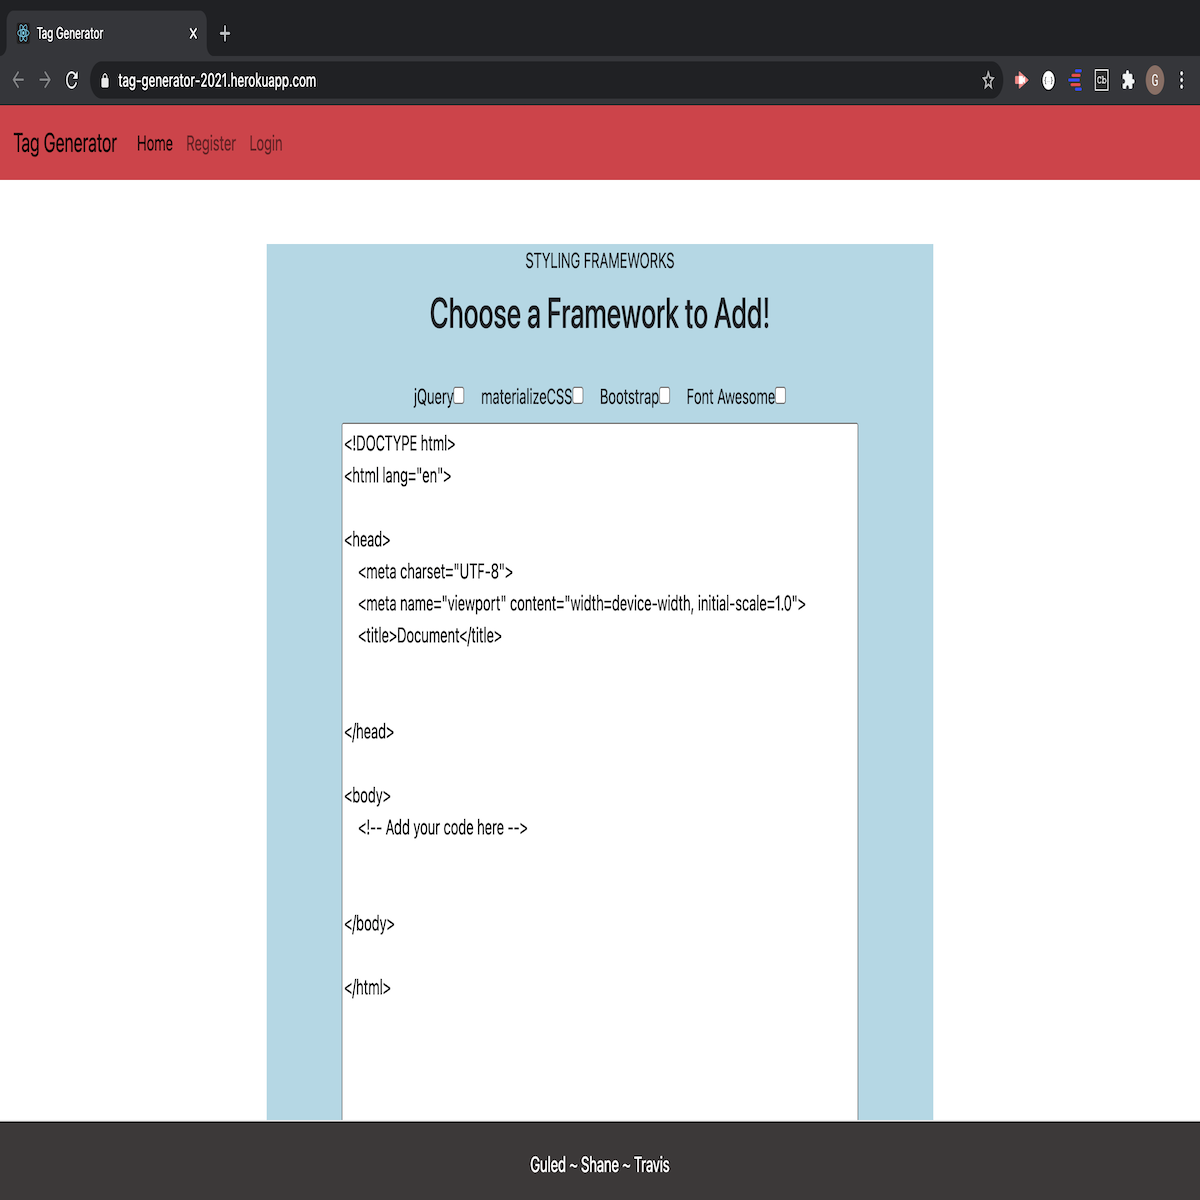 Tag Generator
tag-generator-2021.herokuapp.com
Cb
G
Tag Generator Home Register Login
STYLING FRAMEWORKS
Choose a Framework to Add!
jQuery materializeCSS Bootstrap Font Awesome
<!DOCTYPE html>
<html lang="en">
<head>
<meta charset="UTF-8">
<meta name="viewport" content="width=device-width, initial-scale=1.0">
<title>Document</title>
</head>
<body>
<!-- Add your code here -->
</body>
</html>
Guled ~ Shane ~ Travis